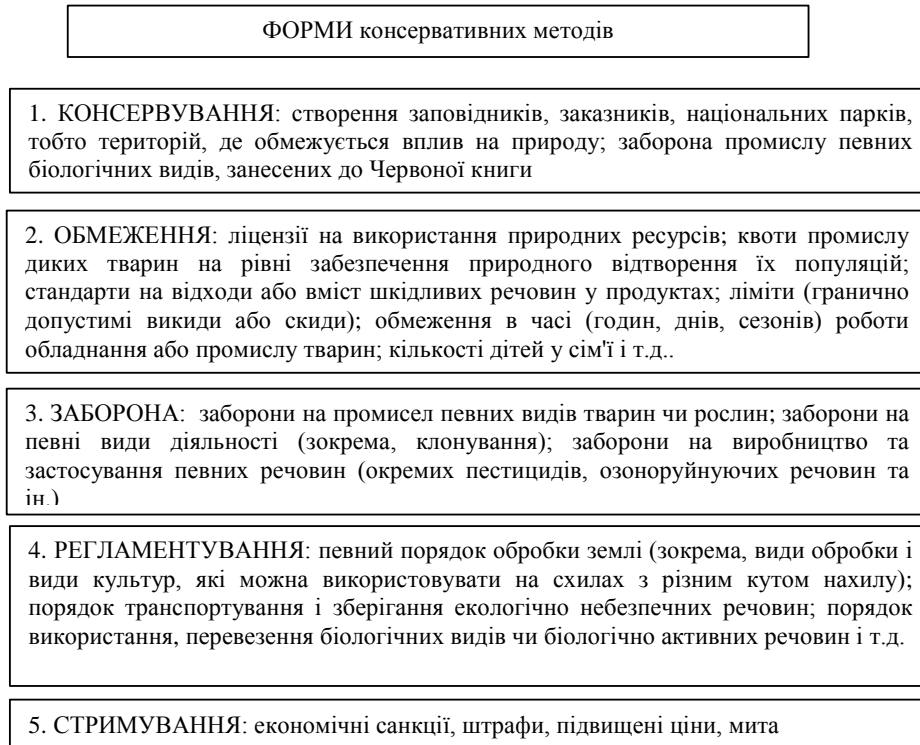 ФОРМИ консервативних методів
1. КОНСЕРВУВАННЯ: створення заповідників, заказників, національних парків,
тобто територій, де обмежується вплив на природу; заборона промислу певних
біологічних видів, занесених до Червоної книги
2. ОБМЕЖЕННЯ: ліцензії на використання природних ресурсів; квоти промислу
диких тварин на рівні забезпечення природного відтворення їх популяцій;
стандарти на відходи або вміст шкідливих речовин у продуктах; ліміти (гранично
допустимі викиди або скиди); обмеження в часі (годин, днів, сезонів) роботи
обладнання або промислу тварин; кількості дітей у сім'ї і т.д..
3. ЗАБОРОНА: заборони на промисел певних видів тварин чи рослин; заборони на
певні види діяльності (зокрема, клонування); заборони на виробництво та
застосування певних речовин (окремих пестицидів, озоноруйнуючих речовин та
ін.)
4. РЕГЛАМЕНТУВАННЯ: певний порядок обробки землі (зокрема, види обробки і
види культур, які можна використовувати на схилах з різним кутом нахилу);
порядок транспортування і зберігання екологічно небезпечних речовин; порядок
використання, перевезення біологічних видів чи біологічно активних речовин і т.д.
5. СТРИМУВАННЯ: економічні санкції, штрафи, підвищені ціни, мита